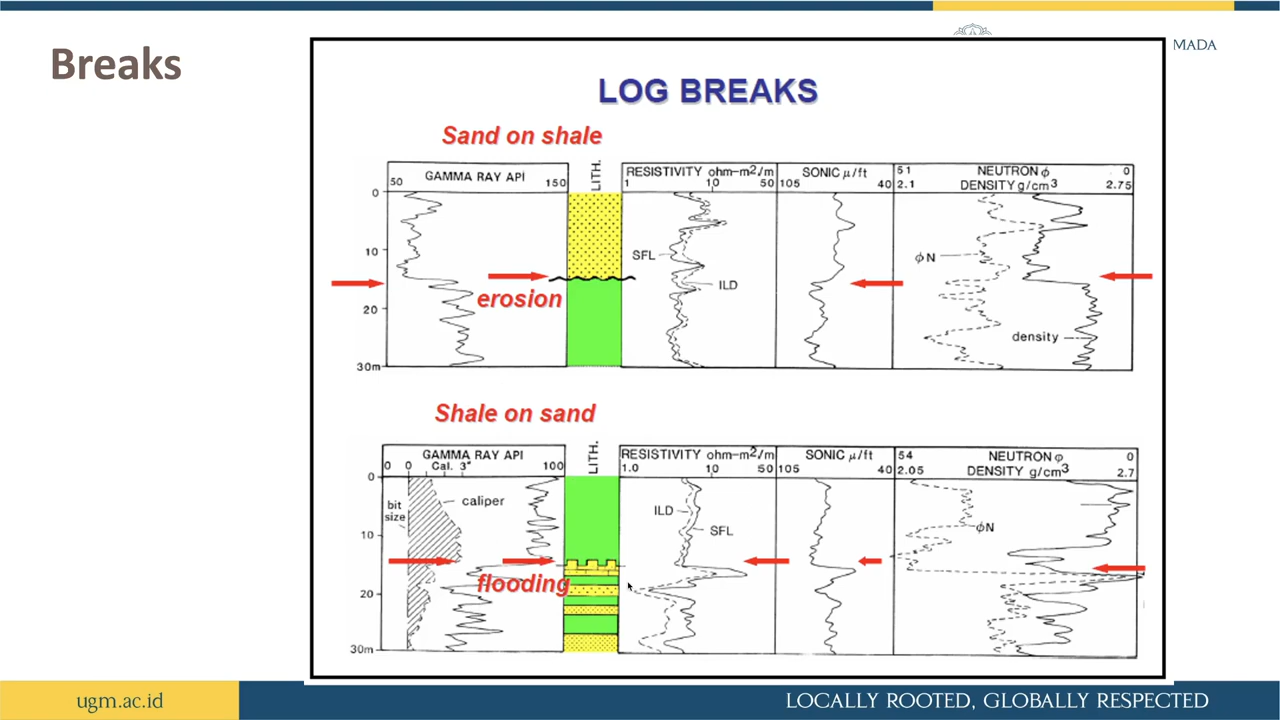 Breaks
MADA
LOG BREAKS
Sand on shale
50 GAMMA RAY API 150
LITH.
RESISTIVITY ohm–m²/m
1 10 50
SONIC μ/ft
105 40
51 NEUTRON ϕ 0
2.1 DENSITY g/cm³ 2.75
0
10
20
30m
erosion
SFL
ILD
ϕN
density
Shale on sand
GAMMA RAY API
0 0 Cal. 3" 100
LITH.
RESISTIVITY ohm–m²/m
1.0 10 50
SONIC μ/ft
105 40
54 NEUTRON φ 0
2.05 DENSITY g/cm³ 2.7
0
10
20
30m
bit
size
caliper
flooding
ILD
SFL
ϕN
ugm.ac.id
LOCALLY ROOTED, GLOBALLY RESPECTED